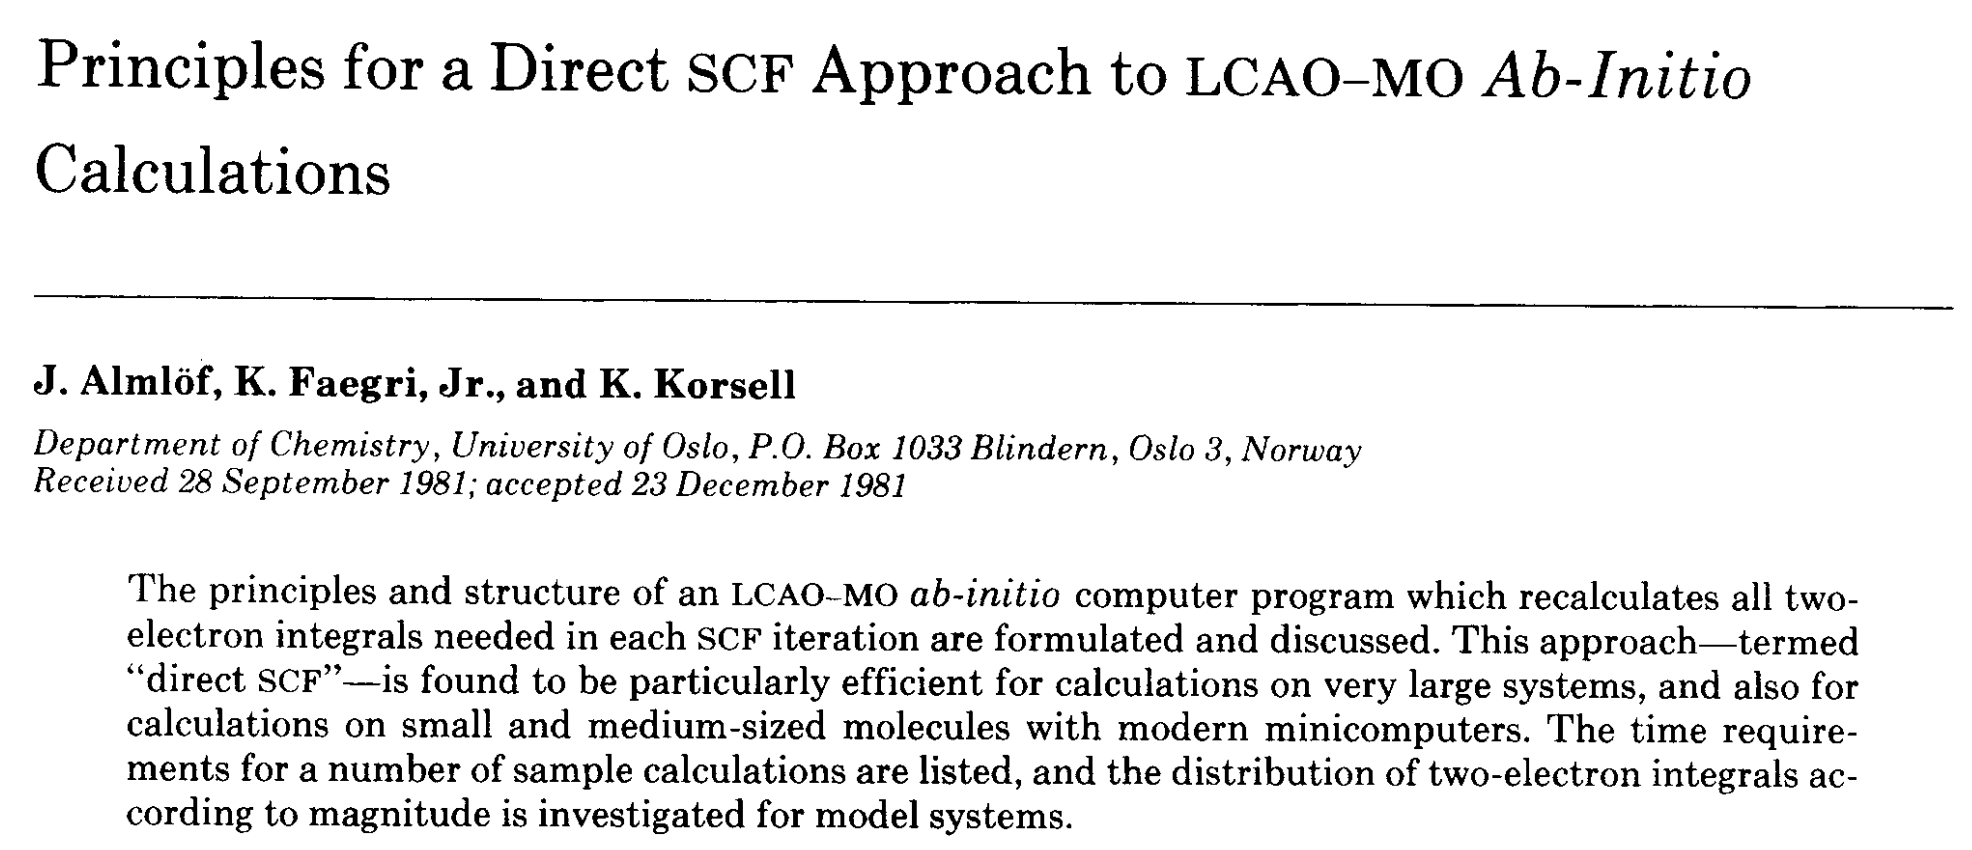 Principles for a Direct SCF Approach to LCAO–MO Ab-Initio
Calculations
J. Almlöf, K. Faegri, Jr., and K. Korsell
Department of Chemistry, University of Oslo, P.O. Box 1033 Blindern, Oslo 3, Norway
Received 28 September 1981; accepted 23 December 1981
The principles and structure of an LCAO–MO ab-initio computer program which recalculates all two-
electron integrals needed in each SCF iteration are formulated and discussed. This approach—termed
“direct SCF”—is found to be particularly efficient for calculations on very large systems, and also for
calculations on small and medium-sized molecules with modern minicomputers. The time require-
ments for a number of sample calculations are listed, and the distribution of two-electron integrals ac-
cording to magnitude is investigated for model systems.